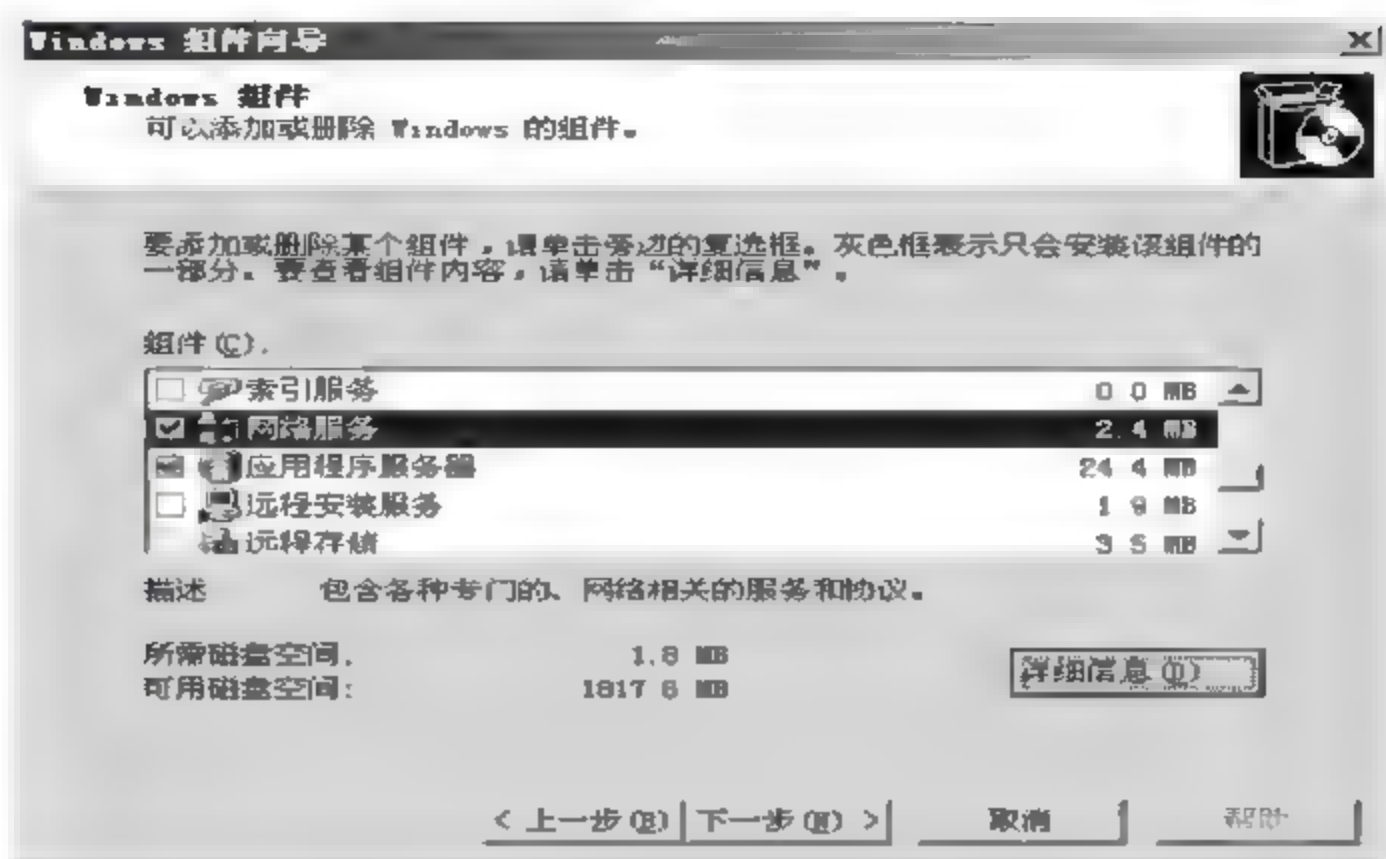 Windows 组件向导
Windows 组件
可以添加或删除 Windows 的组件。
要添加或删除某个组件，请单击旁边的复选框。灰色框表示只会安装该组件的
一部分。要查看组件内容，请单击“详细信息”。
组件(C):
索引服务 0.0 MB
网络服务 2.4 MB
应用程序服务器 24.4 MB
远程安装服务 1.9 MB
远程存储 3.5 MB
描述: 包含各种专门的、网络相关的服务和协议。
所需磁盘空间: 1.8 MB
可用磁盘空间: 1817.6 MB
详细信息(D)
< 上一步(B) 下一步(N) > 取消 帮助